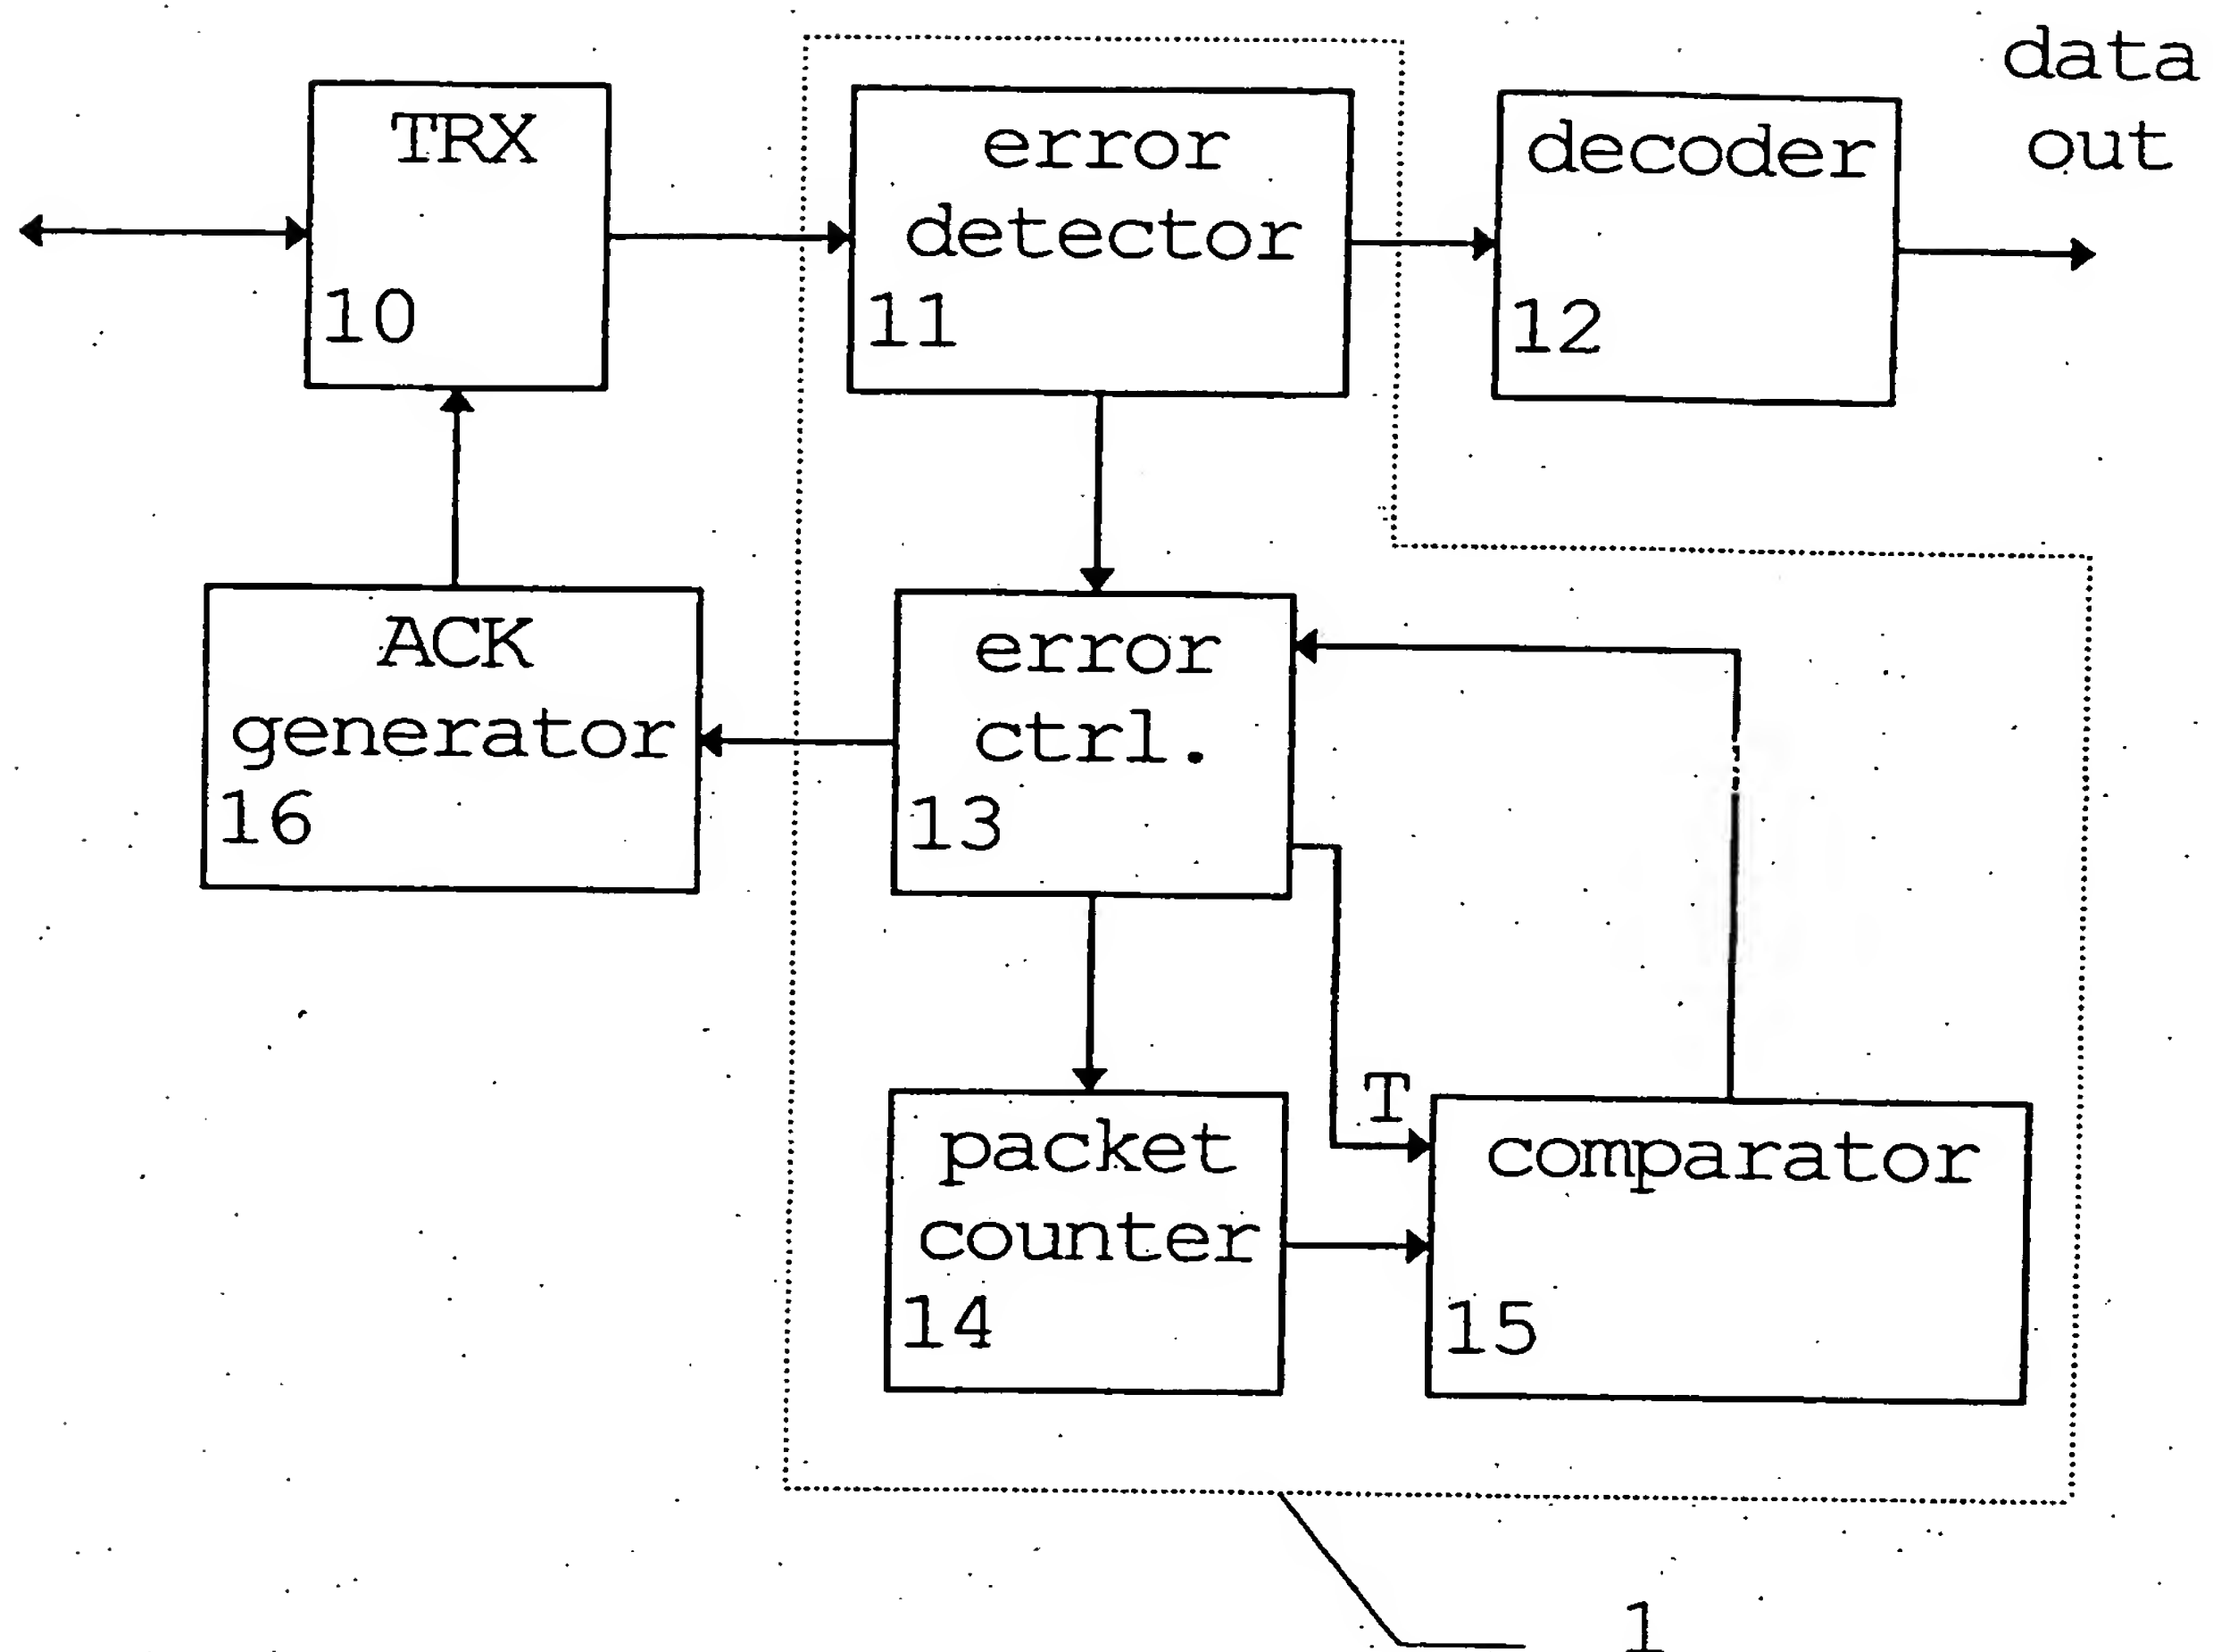 data
out
TRX
10
error
detector
11
decoder
12
ACK
generator
16
error
ctrl.
13
T
packet
counter
14
comparator
15
1